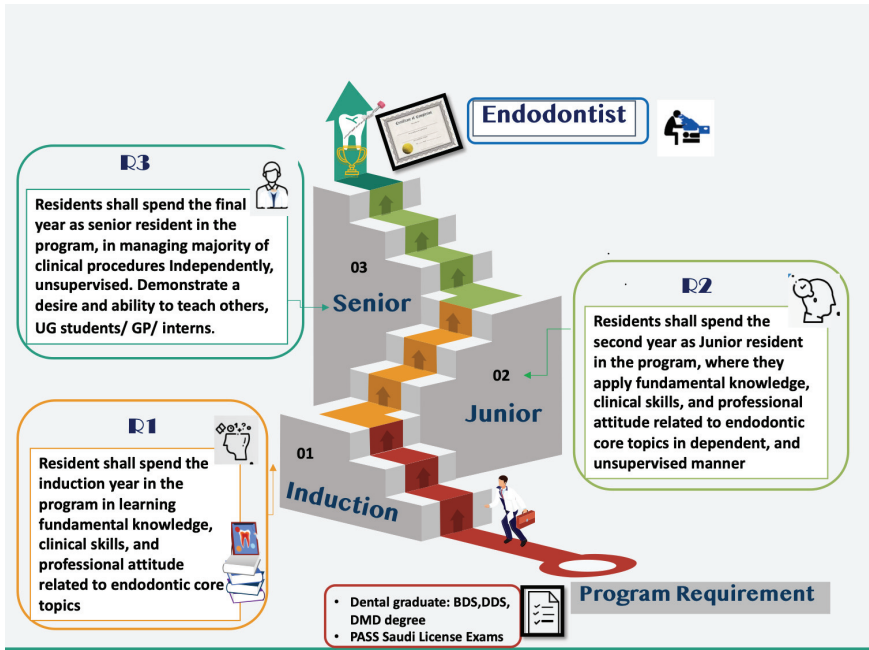 Endodontist
R3
Residents shall spend the final
year as senior resident in the
program, in managing majority of
clinical procedures Independently,
unsupervised. Demonstrate a
desire and ability to teach others,
UG students/ GP/ interns.
03
Senior
R2
Residents shall spend the
second year as Junior resident
in the program, where they
apply fundamental knowledge,
clinical skills, and professional
attitude related to endodontic
core topics in dependent, and
unsupervised manner
02
Junior
R1
Resident shall spend the
induction year in the
program in learning
fundamental knowledge,
clinical skills, and
professional attitude
related to endodontic core
topics
01
Induction
Program Requirement
• Dental graduate: BDS,DDS,
DMD degree
• PASS Saudi License Exams